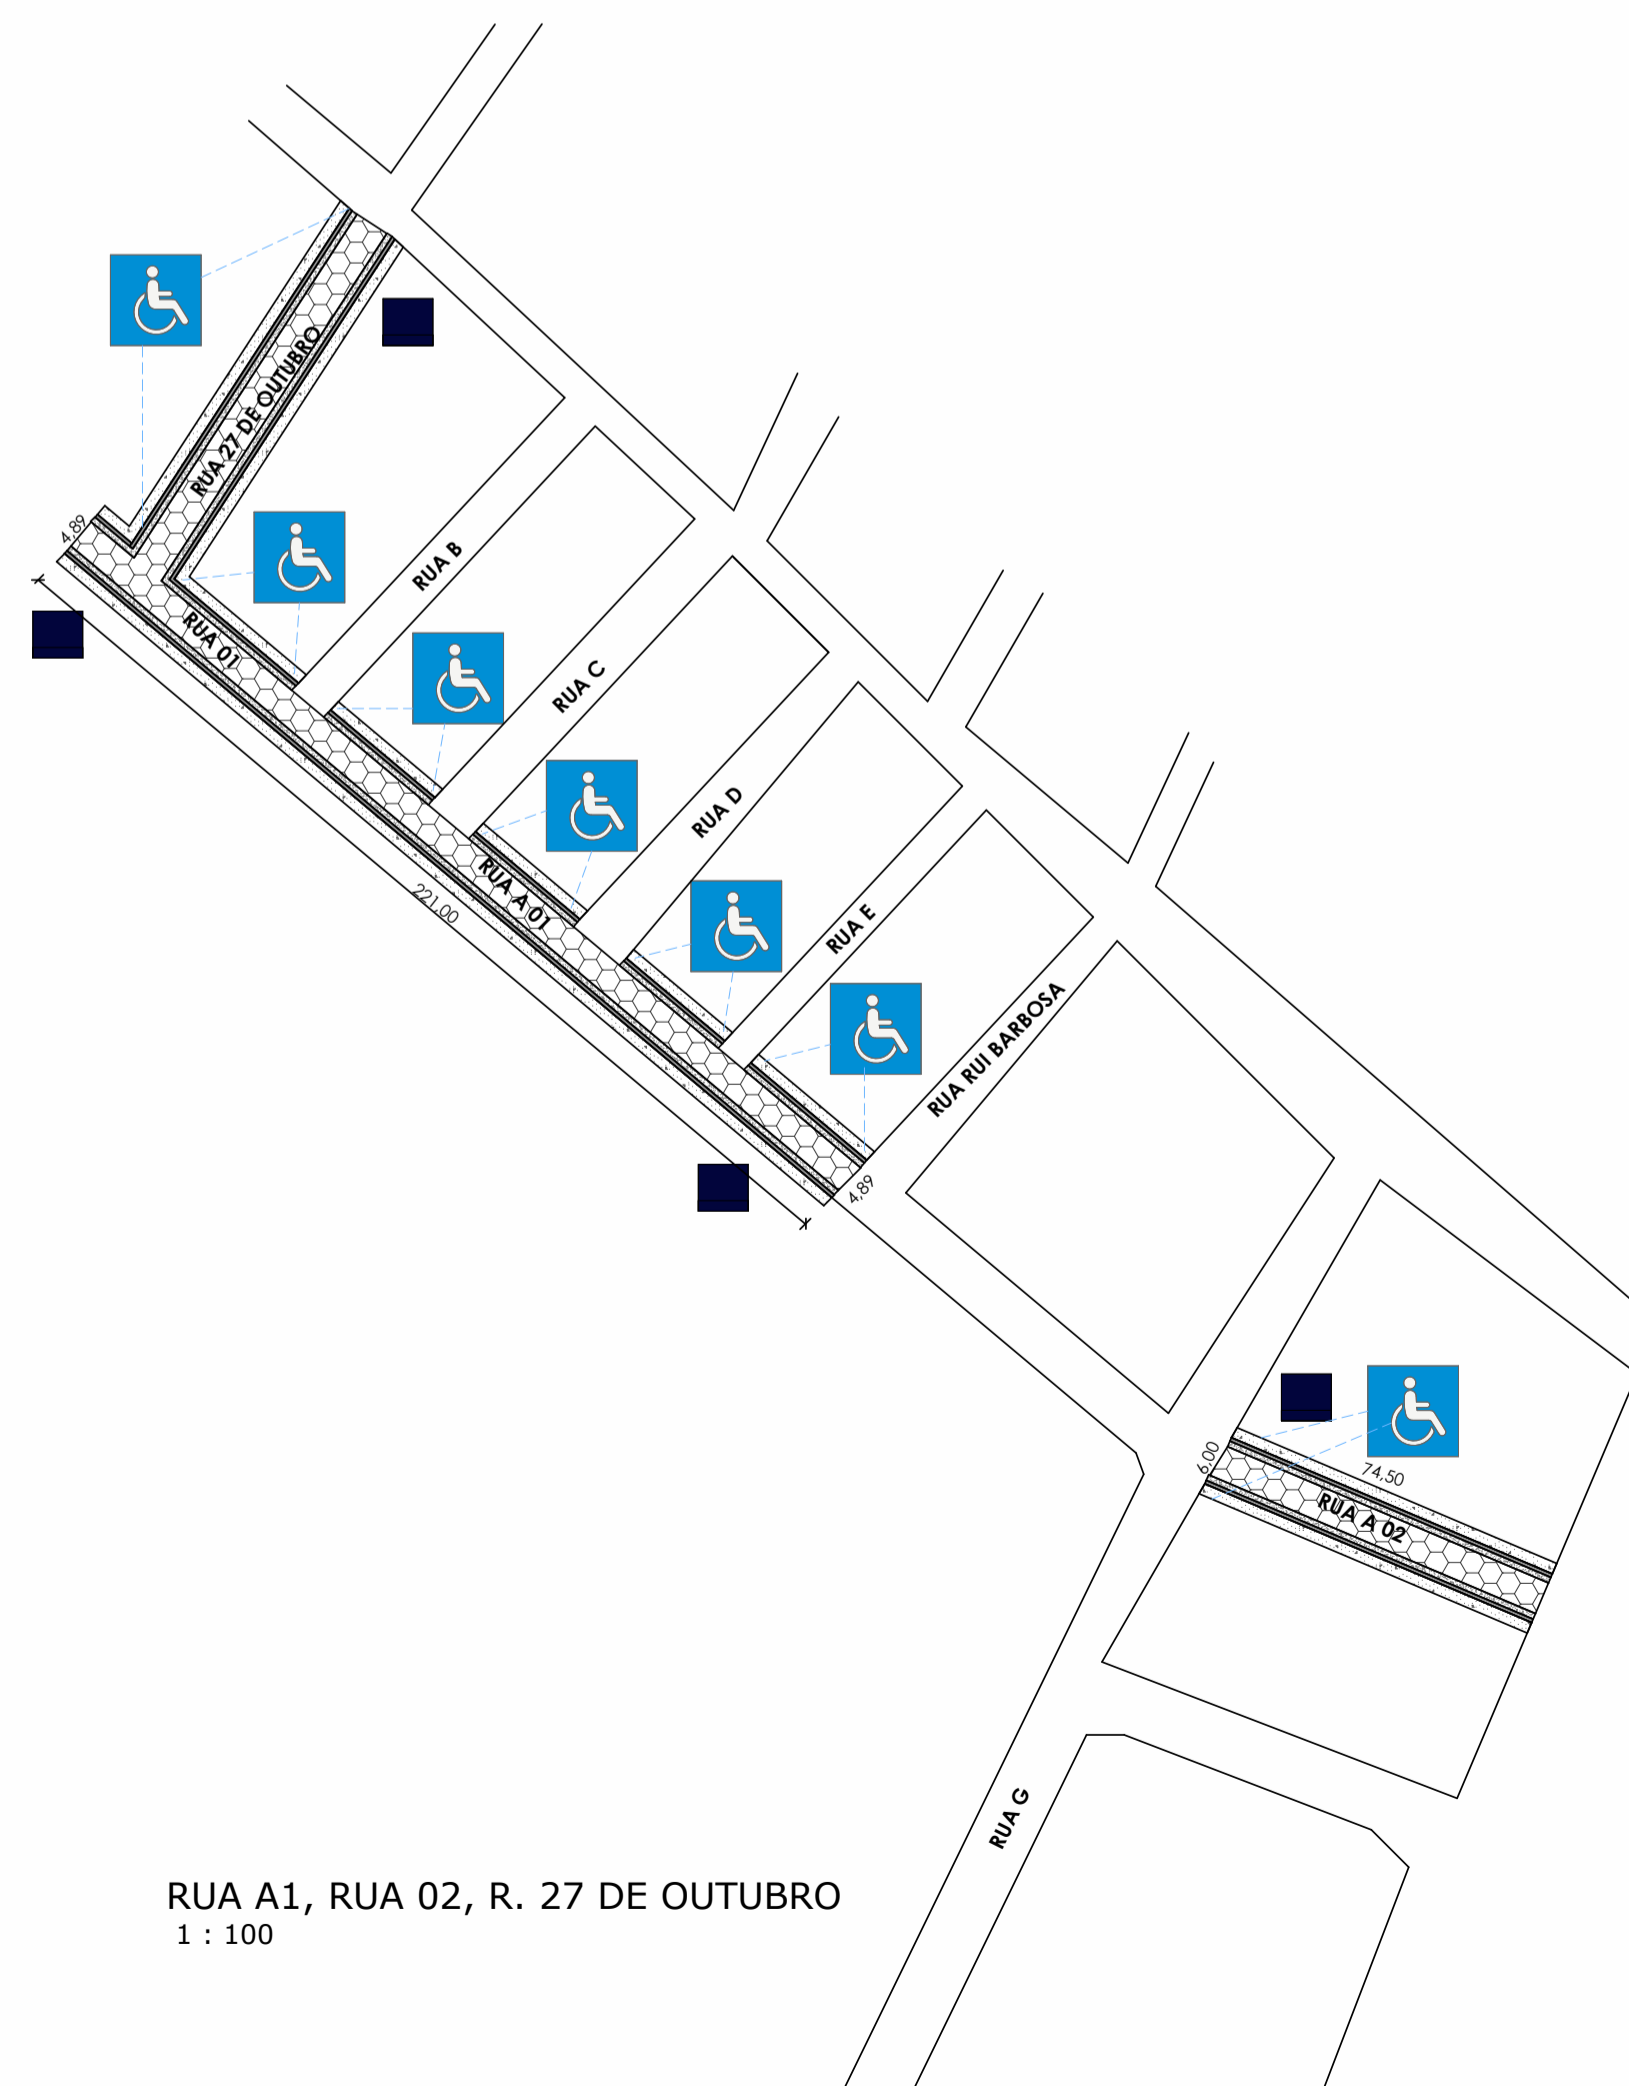 RUA 27 DE OUTUBRO
4,89
RUA B
RUA 01
RUA C
RUA D
RUA A 01
221,00
RUA E
RUA RUI BARBOSA
4,89
6,00
74,50
RUA A 02
RUA G
RUA A1, RUA 02, R. 27 DE OUTUBRO
1 : 100